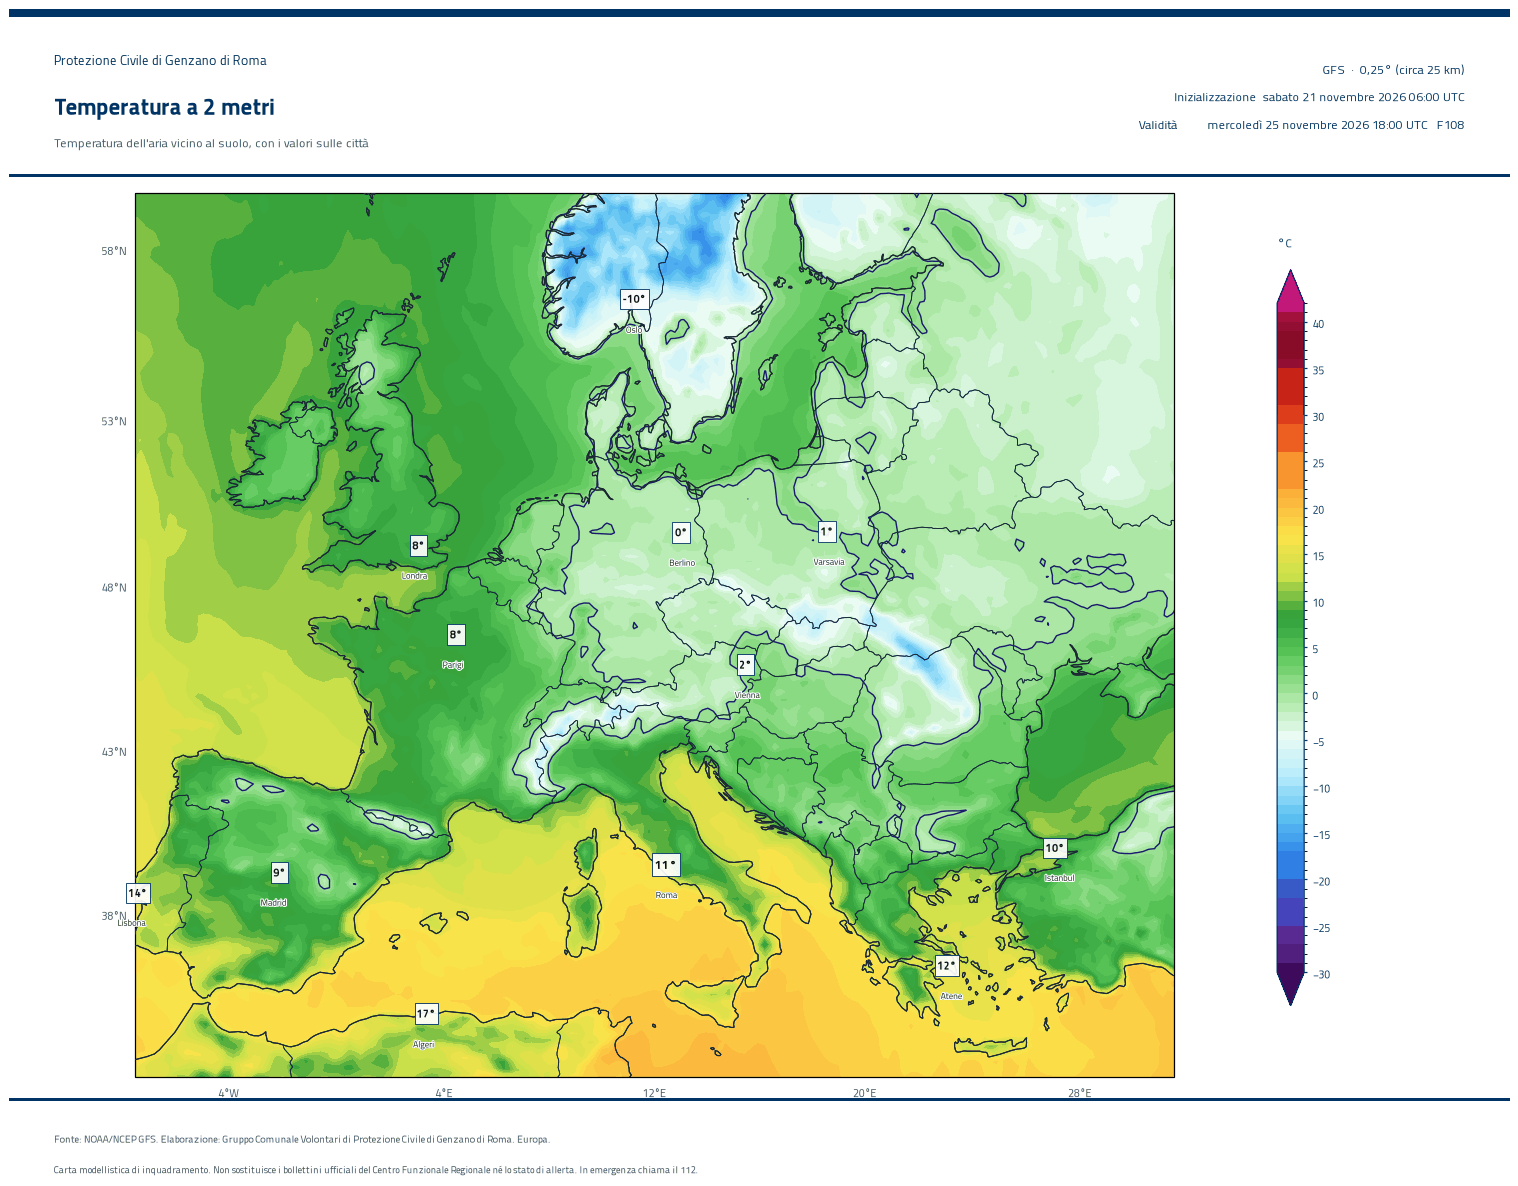 Protezione Civile di Genzano di Roma
Temperatura a 2 metri
Temperatura dell'aria vicino al suolo, con i valori sulle città
GFS · 0,25° (circa 25 km)
Inizializzazione sabato 21 novembre 2026 06:00 UTC
Validità mercoledì 25 novembre 2026 18:00 UTC F108
°C
58°N
53°N
48°N
43°N
38°N
4°W
4°E
12°E
20°E
28°E
-10°
Oslo
8°
Londra
0°
Berlino
1°
Varsavia
8°
Parigi
2°
Vienna
14°
Lisbona
9°
Madrid
11°
Roma
10°
Istanbul
12°
Atene
17°
Algeri
40
35
30
25
20
15
10
5
0
−5
−10
−15
−20
−25
−30
Fonte: NOAA/NCEP GFS. Elaborazione: Gruppo Comunale Volontari di Protezione Civile di Genzano di Roma. Europa.
Carta modellistica di inquadramento. Non sostituisce i bollettini ufficiali del Centro Funzionale Regionale né lo stato di allerta. In emergenza chiama il 112.